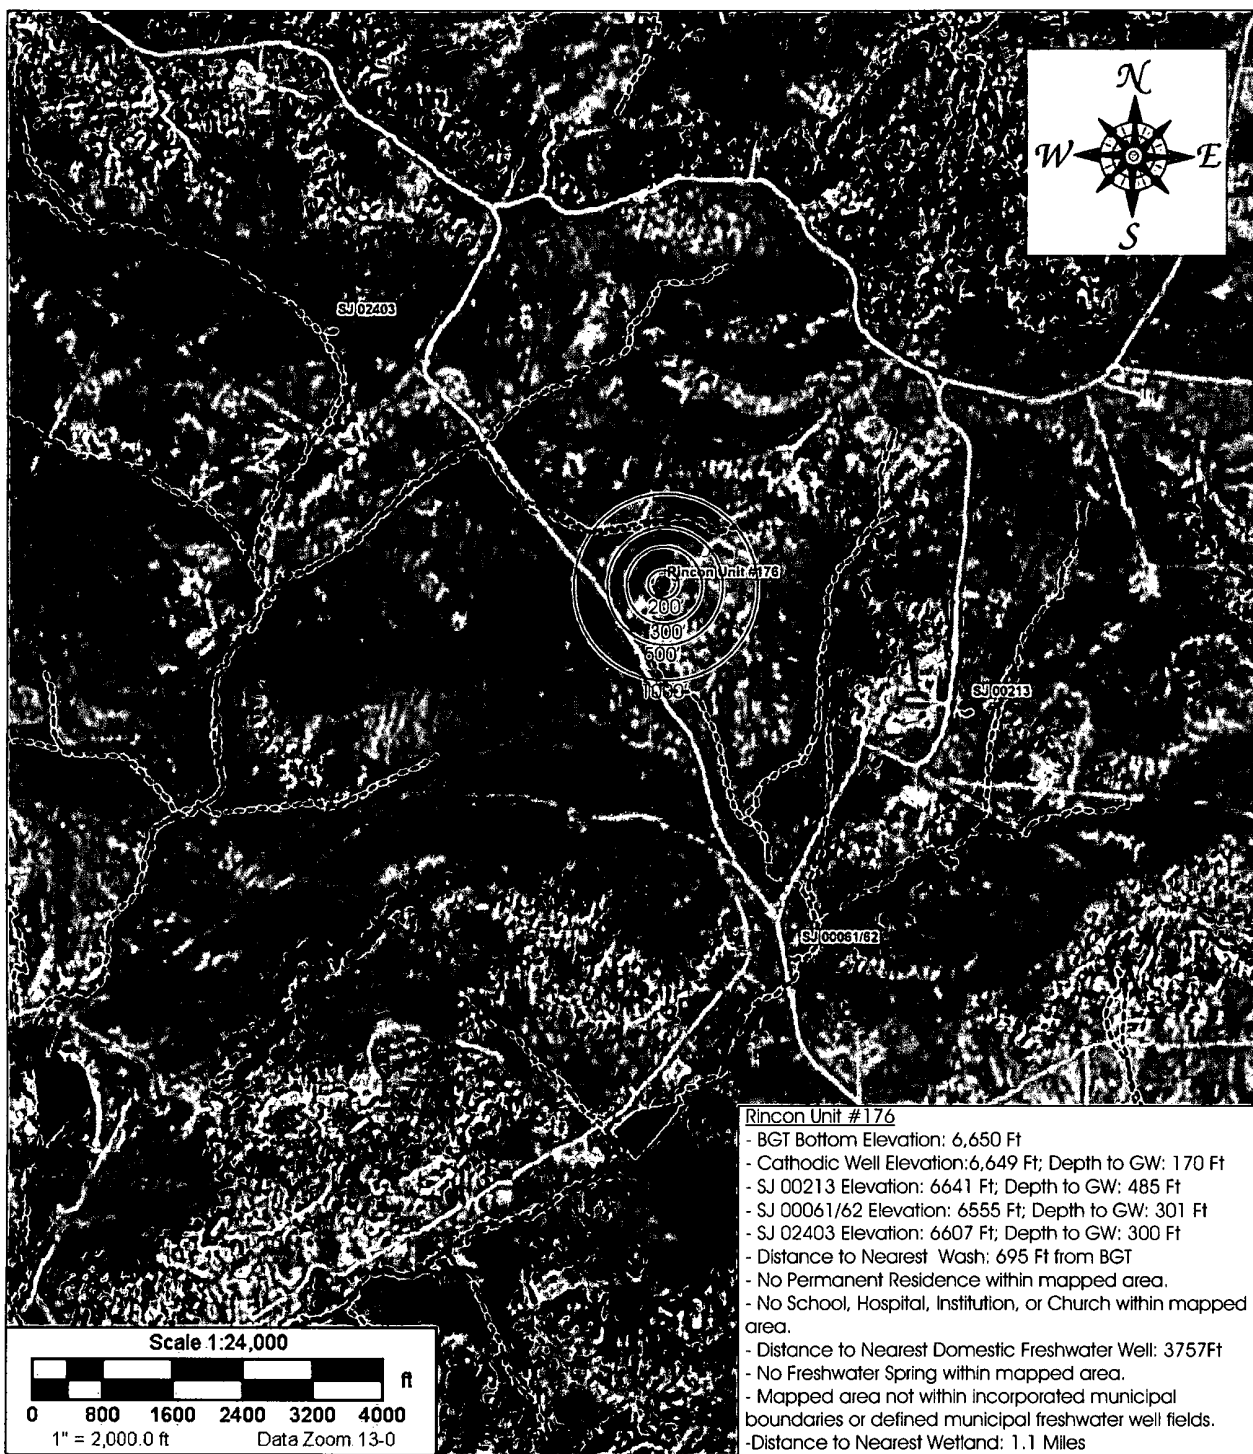 N
W E
S
SJ 02403
Rincon Unit #176
200'
300'
500'
1000'
SJ 00213
SJ 00061/62
Rincon Unit #176
- BGT Bottom Elevation: 6,650 Ft
- Cathodic Well Elevation:6,649 Ft; Depth to GW: 170 Ft
- SJ 00213 Elevation: 6641 Ft; Depth to GW: 485 Ft
- SJ 00061/62 Elevation: 6555 Ft; Depth to GW: 301 Ft
- SJ 02403 Elevation: 6607 Ft; Depth to GW: 300 Ft
- Distance to Nearest Wash: 695 Ft from BGT
- No Permanent Residence within mapped area.
- No School, Hospital, Institution, or Church within mapped
area.
- Distance to Nearest Domestic Freshwater Well: 3757Ft
- No Freshwater Spring within mapped area.
- Mapped area not within incorporated municipal
boundaries or defined municipal freshwater well fields.
-Distance to Nearest Wetland: 1.1 Miles
Scale 1:24,000
ft
0 800 1600 2400 3200 4000
1" = 2,000.0 ft Data Zoom 13-0